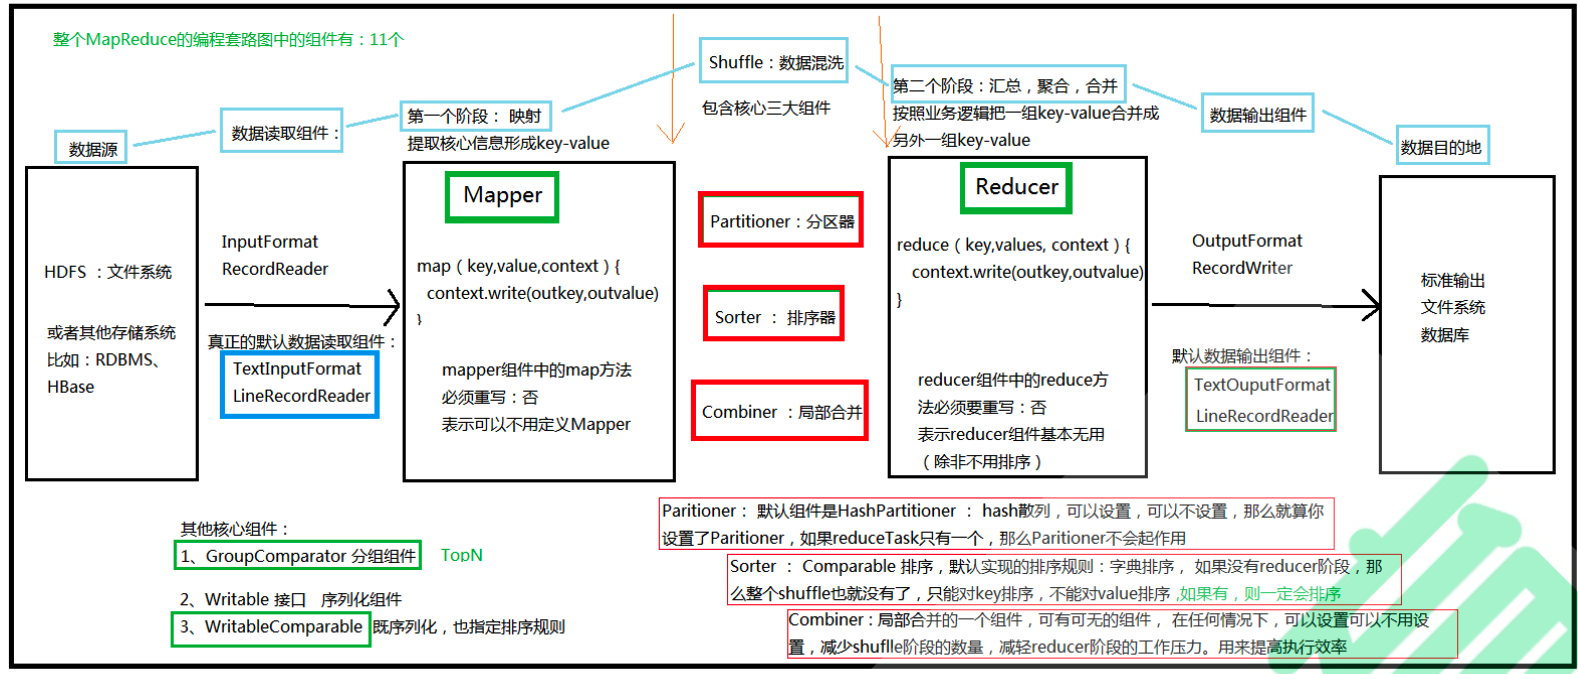 整个MapReduce的编程套路图中的组件有：11个
数据源
数据读取组件：
第一个阶段： 映射
提取核心信息形成key-value
Shuffle：数据混洗
包含核心三大组件
第二个阶段：汇总，聚合，合并
按照业务逻辑把一组key-value合并成
另外一组key-value
数据输出组件
数据目的地
HDFS ：文件系统
或者其他存储系统
比如：RDBMS、
HBase
InputFormat
RecordReader
真正的默认数据读取组件：
TextInputFormat
LineRecordReader
Mapper
map（key,value,context）{
context.write(outkey,outvalue)
}
mapper组件中的map方法
必须重写：否
表示可以不用定义Mapper
Partitioner：分区器
Sorter ： 排序器
Combiner ：局部合并
Reducer
reduce（key,values, context）{
context.write(outkey,outvalue)
}
reducer组件中的reduce方
法必须要重写：否
表示reducer组件基本无用
（除非不用排序）
OutputFormat
RecordWriter
默认数据输出组件：
TextOuputFormat
LineRecordReader
标准输出
文件系统
数据库
其他核心组件：
1、GroupComparator 分组组件 TopN
2、Writable 接口 序列化组件
3、WritableComparable 既序列化，也指定排序规则
Paritioner： 默认组件是HashPartitioner ： hash散列，可以设置，可以不设置，那么就算你
设置了Paritioner，如果reduceTask只有一个，那么Paritioner不会起作用
Sorter ： Comparable 排序，默认实现的排序规则：字典排序， 如果没有reducer阶段，那
么整个shuffle也就没有了，只能对key排序，不能对value排序 ,如果有，则一定会排序
Combiner：局部合并的一个组件，可有可无的组件， 在任何情况下，可以设置可以不用设
置，减少shuflle阶段的数量，减轻reducer阶段的工作压力。用来提高执行效率